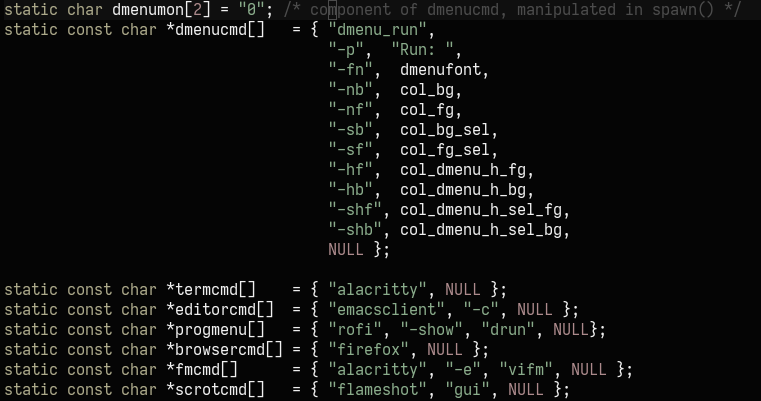 static char dmenumon[2] = "0"; /* component of dmenucmd, manipulated in spawn() */
static const char *dmenucmd[]    = { "dmenu_run",
                                    "-p",  "Run: ",
                                    "-fn",  dmenufont,
                                    "-nb",  col_bg,
                                    "-nf",  col_fg,
                                    "-sb",  col_bg_sel,
                                    "-sf",  col_fg_sel,
                                    "-hf",  col_dmenu_h_fg,
                                    "-hb",  col_dmenu_h_bg,
                                    "-shf", col_dmenu_h_sel_fg,
                                    "-shb", col_dmenu_h_sel_bg,
                                    NULL };

static const char *termcmd[]    = { "alacritty", NULL };
static const char *editorcmd[]  = { "emacsclient", "-c", NULL };
static const char *progmenu[]   = { "rofi", "-show", "drun", NULL};
static const char *browsercmd[] = { "firefox", NULL };
static const char *fmcmd[]      = { "alacritty", "-e", "vifm", NULL };
static const char *scrotcmd[]   = { "flameshot", "gui", NULL };